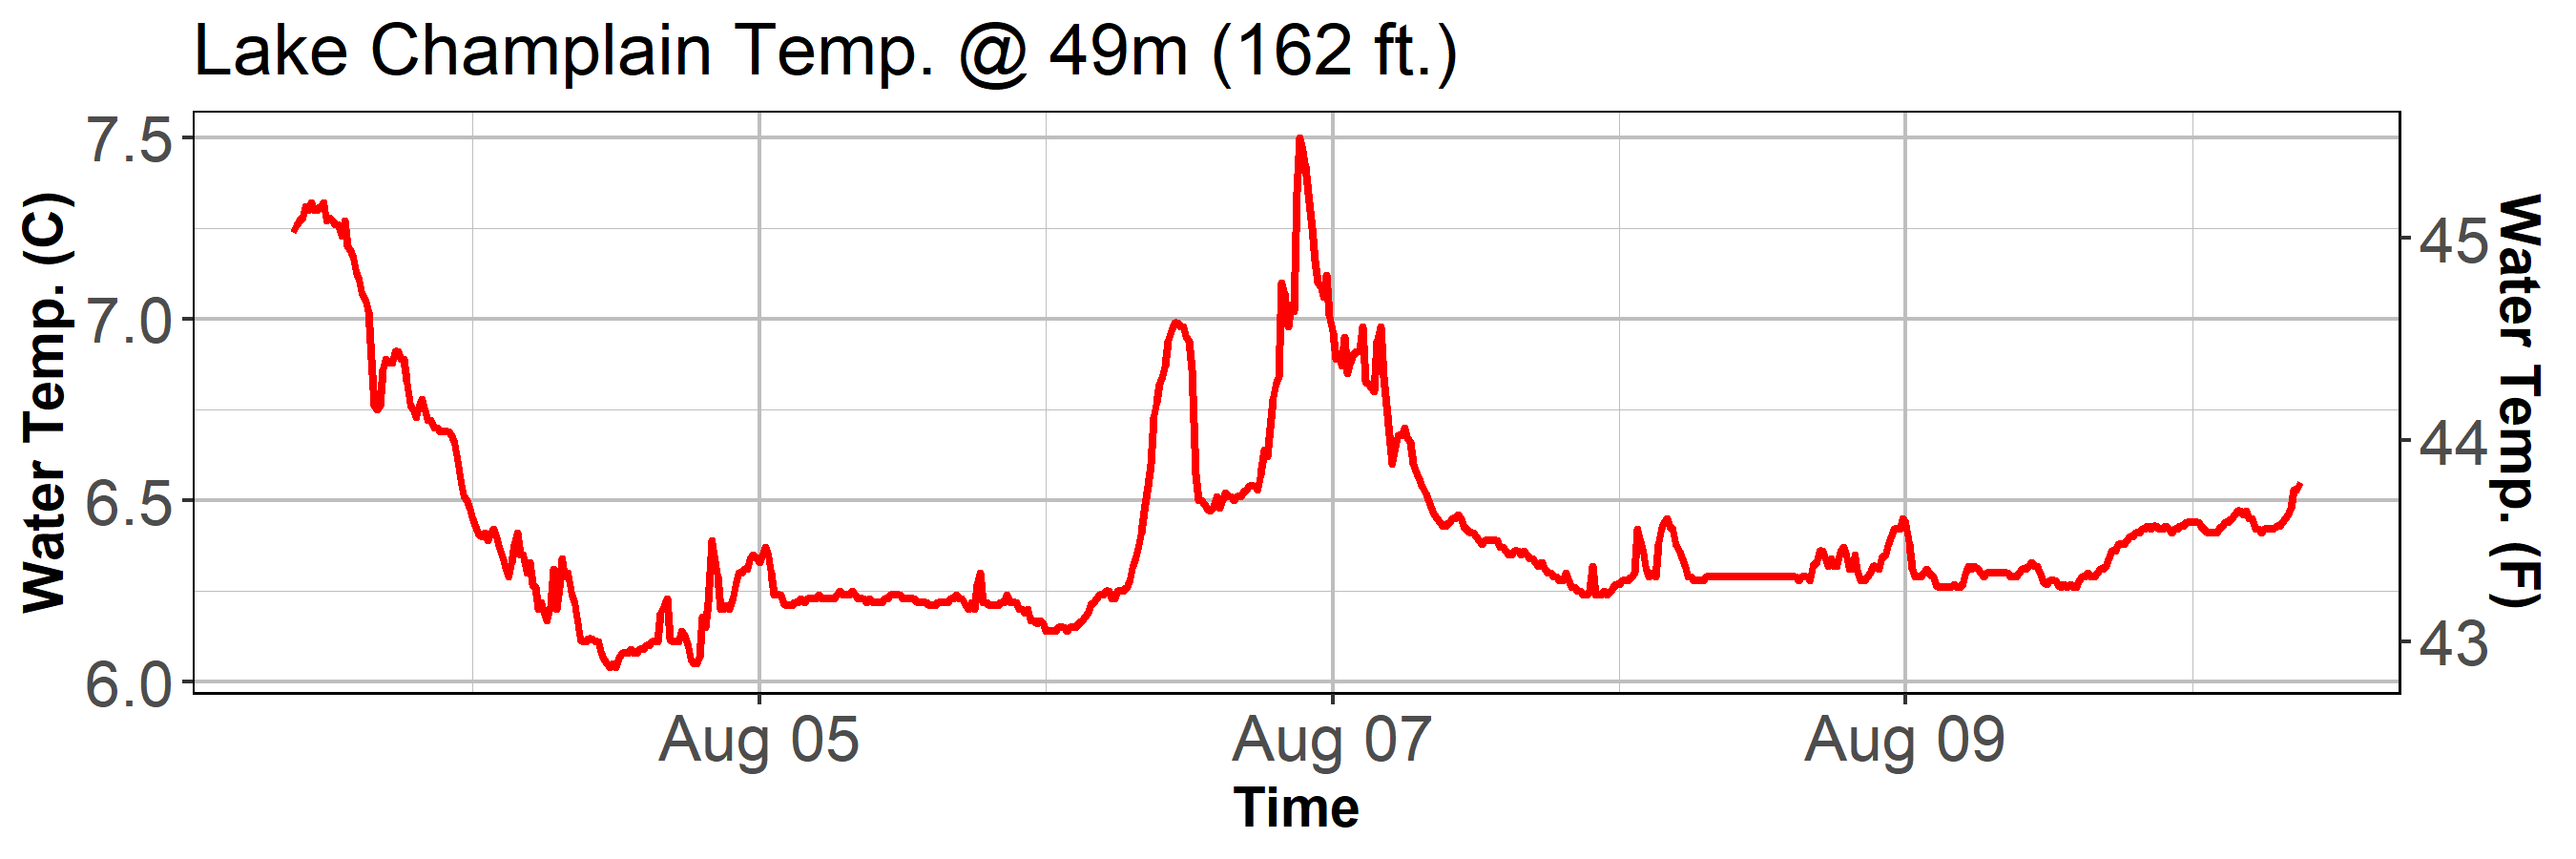 Lake Champlain Temp. @ 49m (162 ft.)
Water Temp. (C)
7.5
7.0
6.5
6.0
45
44
43
Water Temp. (F)
Aug 05 Aug 07 Aug 09
Time